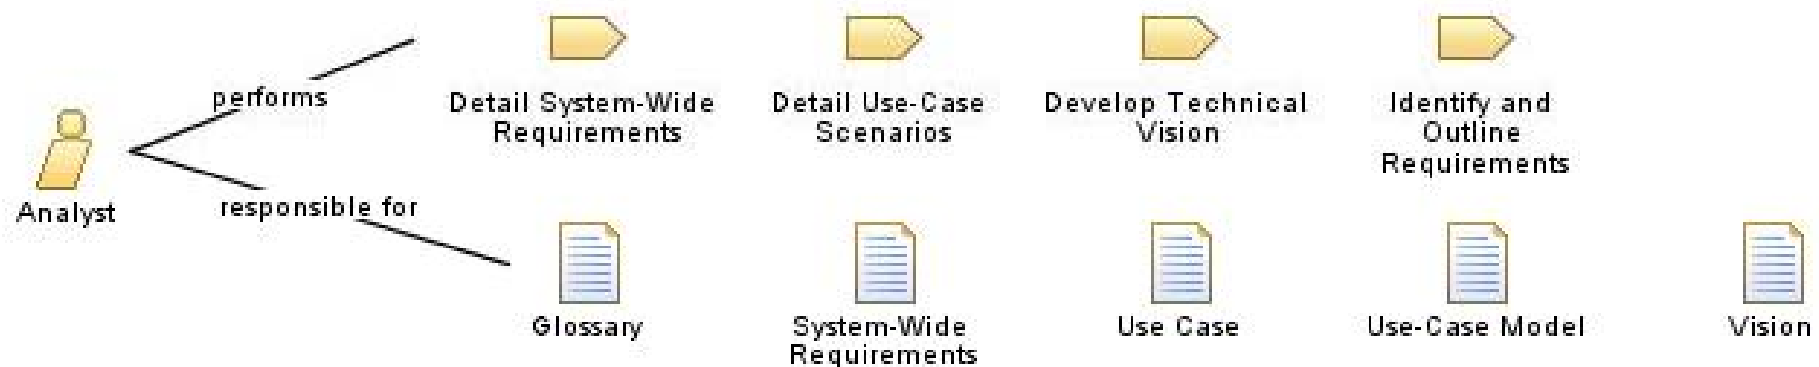 performs
Detail System-Wide
Requirements
Detail Use-Case
Scenarios
Develop Technical
Vision
Identify and
Outline
Requirements
Analyst
responsible for
Glossary
System-Wide
Requirements
Use Case
Use-Case Model
Vision